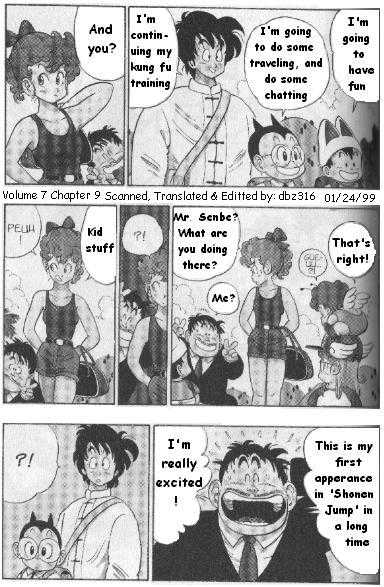 And
you?
I'm
contin-
uing my
kung fu
training
I'm going
to do some
traveling, and
do some
chatting
I'm
going
to
have
fun
Volume 7 Chapter 9 Scanned, Translated & Editted by: dbz316 01/24/99
PEUH
!
Kid
stuff
?!
Mr. Senbe?
What are
you doing
there?
Me?
That's
right!
?!
I'm
really
excited
!
This is my
first
apperance
in 'Shonen
Jump' in
a long
time